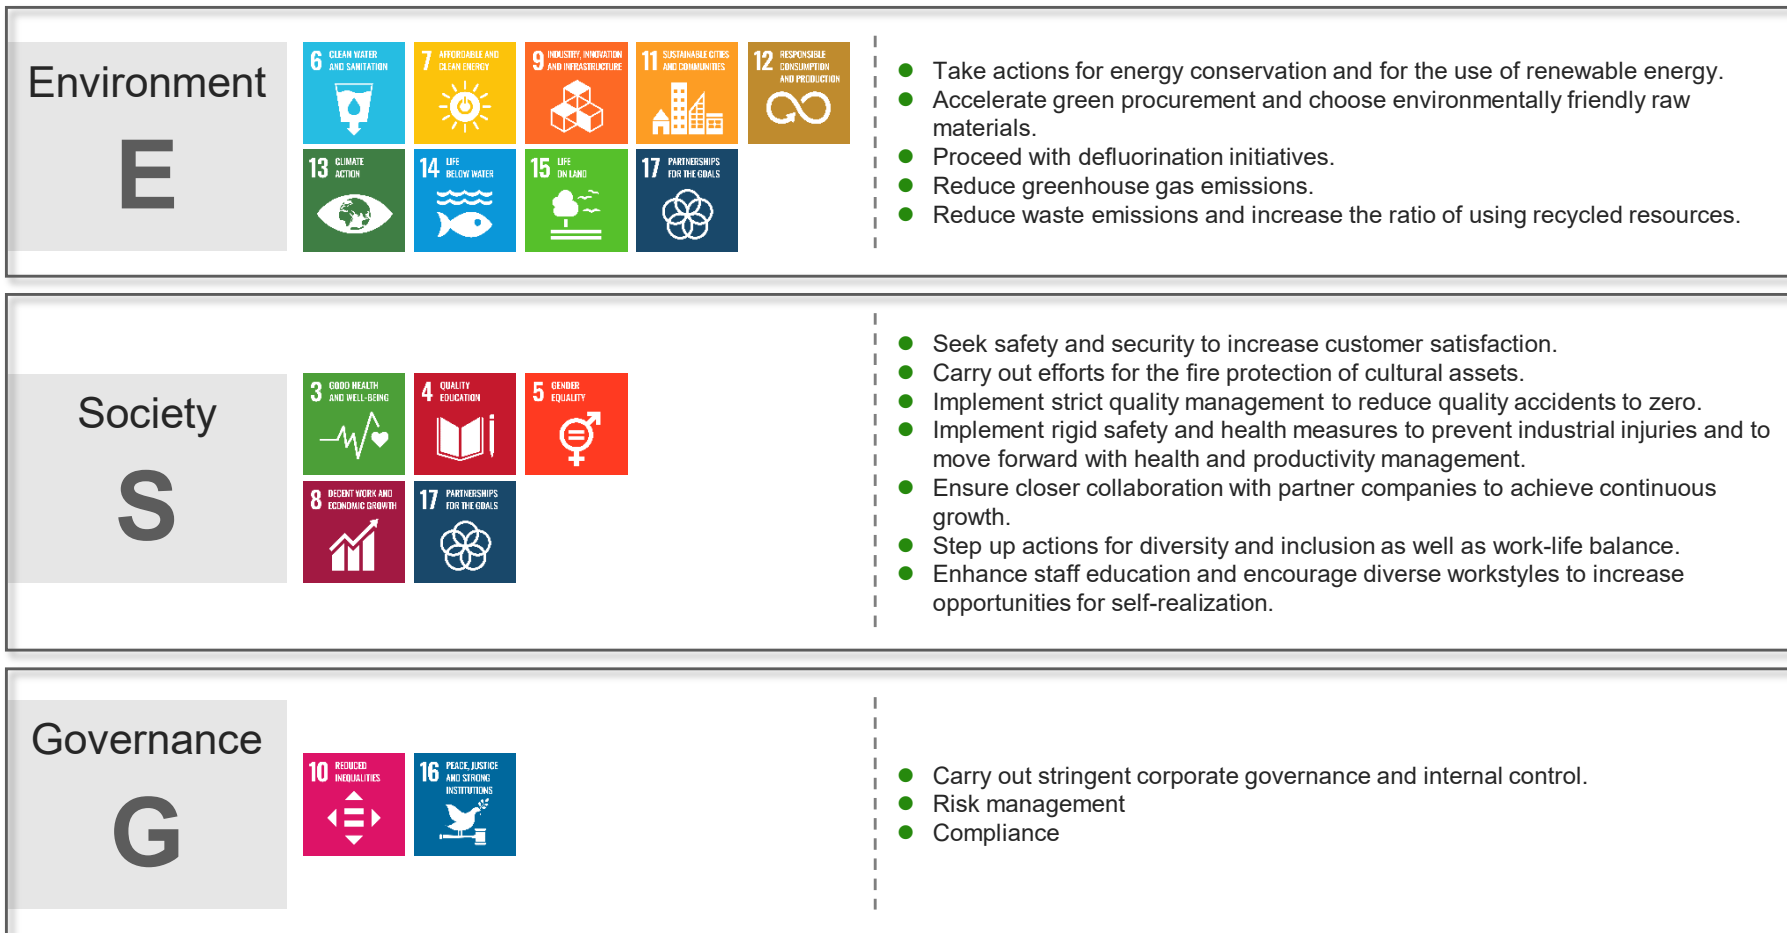 Environment
E
6 CLEAN WATER
AND SANITATION
7 AFFORDABLE AND
CLEAN ENERGY
9 INDUSTRY, INNOVATION
AND INFRASTRUCTURE
11 SUSTAINABLE CITIES
AND COMMUNITIES
12 RESPONSIBLE
CONSUMPTION
AND PRODUCTION
13 CLIMATE
ACTION
14 LIFE
BELOW WATER
15 LIFE
ON LAND
17 PARTNERSHIPS
FOR THE GOALS
● Take actions for energy conservation and for the use of renewable energy.
● Accelerate green procurement and choose environmentally friendly raw
materials.
● Proceed with defluorination initiatives.
● Reduce greenhouse gas emissions.
● Reduce waste emissions and increase the ratio of using recycled resources.
Society
S
3 GOOD HEALTH
AND WELL-BEING
4 QUALITY
EDUCATION
5 GENDER
EQUALITY
8 DECENT WORK AND
ECONOMIC GROWTH
17 PARTNERSHIPS
FOR THE GOALS
● Seek safety and security to increase customer satisfaction.
● Carry out efforts for the fire protection of cultural assets.
● Implement strict quality management to reduce quality accidents to zero.
● Implement rigid safety and health measures to prevent industrial injuries and to
move forward with health and productivity management.
● Ensure closer collaboration with partner companies to achieve continuous
growth.
● Step up actions for diversity and inclusion as well as work-life balance.
● Enhance staff education and encourage diverse workstyles to increase
opportunities for self-realization.
Governance
G
10 REDUCED
INEQUALITIES
16 PEACE, JUSTICE
AND STRONG
INSTITUTIONS
● Carry out stringent corporate governance and internal control.
● Risk management
● Compliance